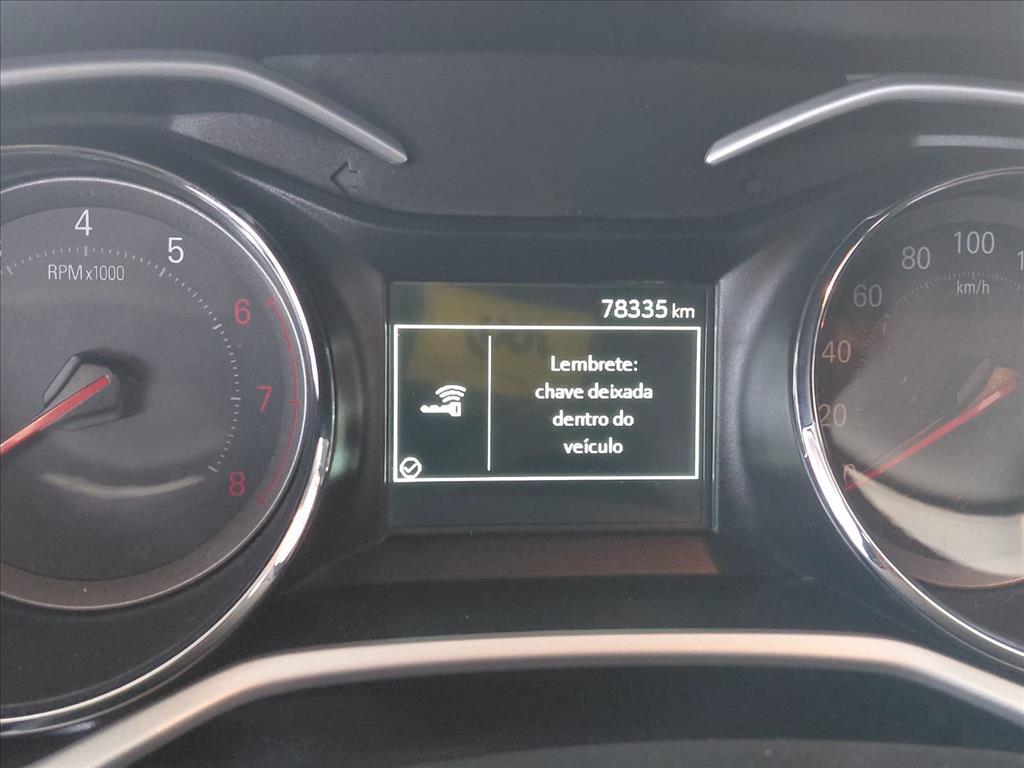 4
5
RPM x1000
6
7
8
78335 km
Lembrete:
chave deixada
dentro do
veículo
100
80
km/h
60
40
20
0